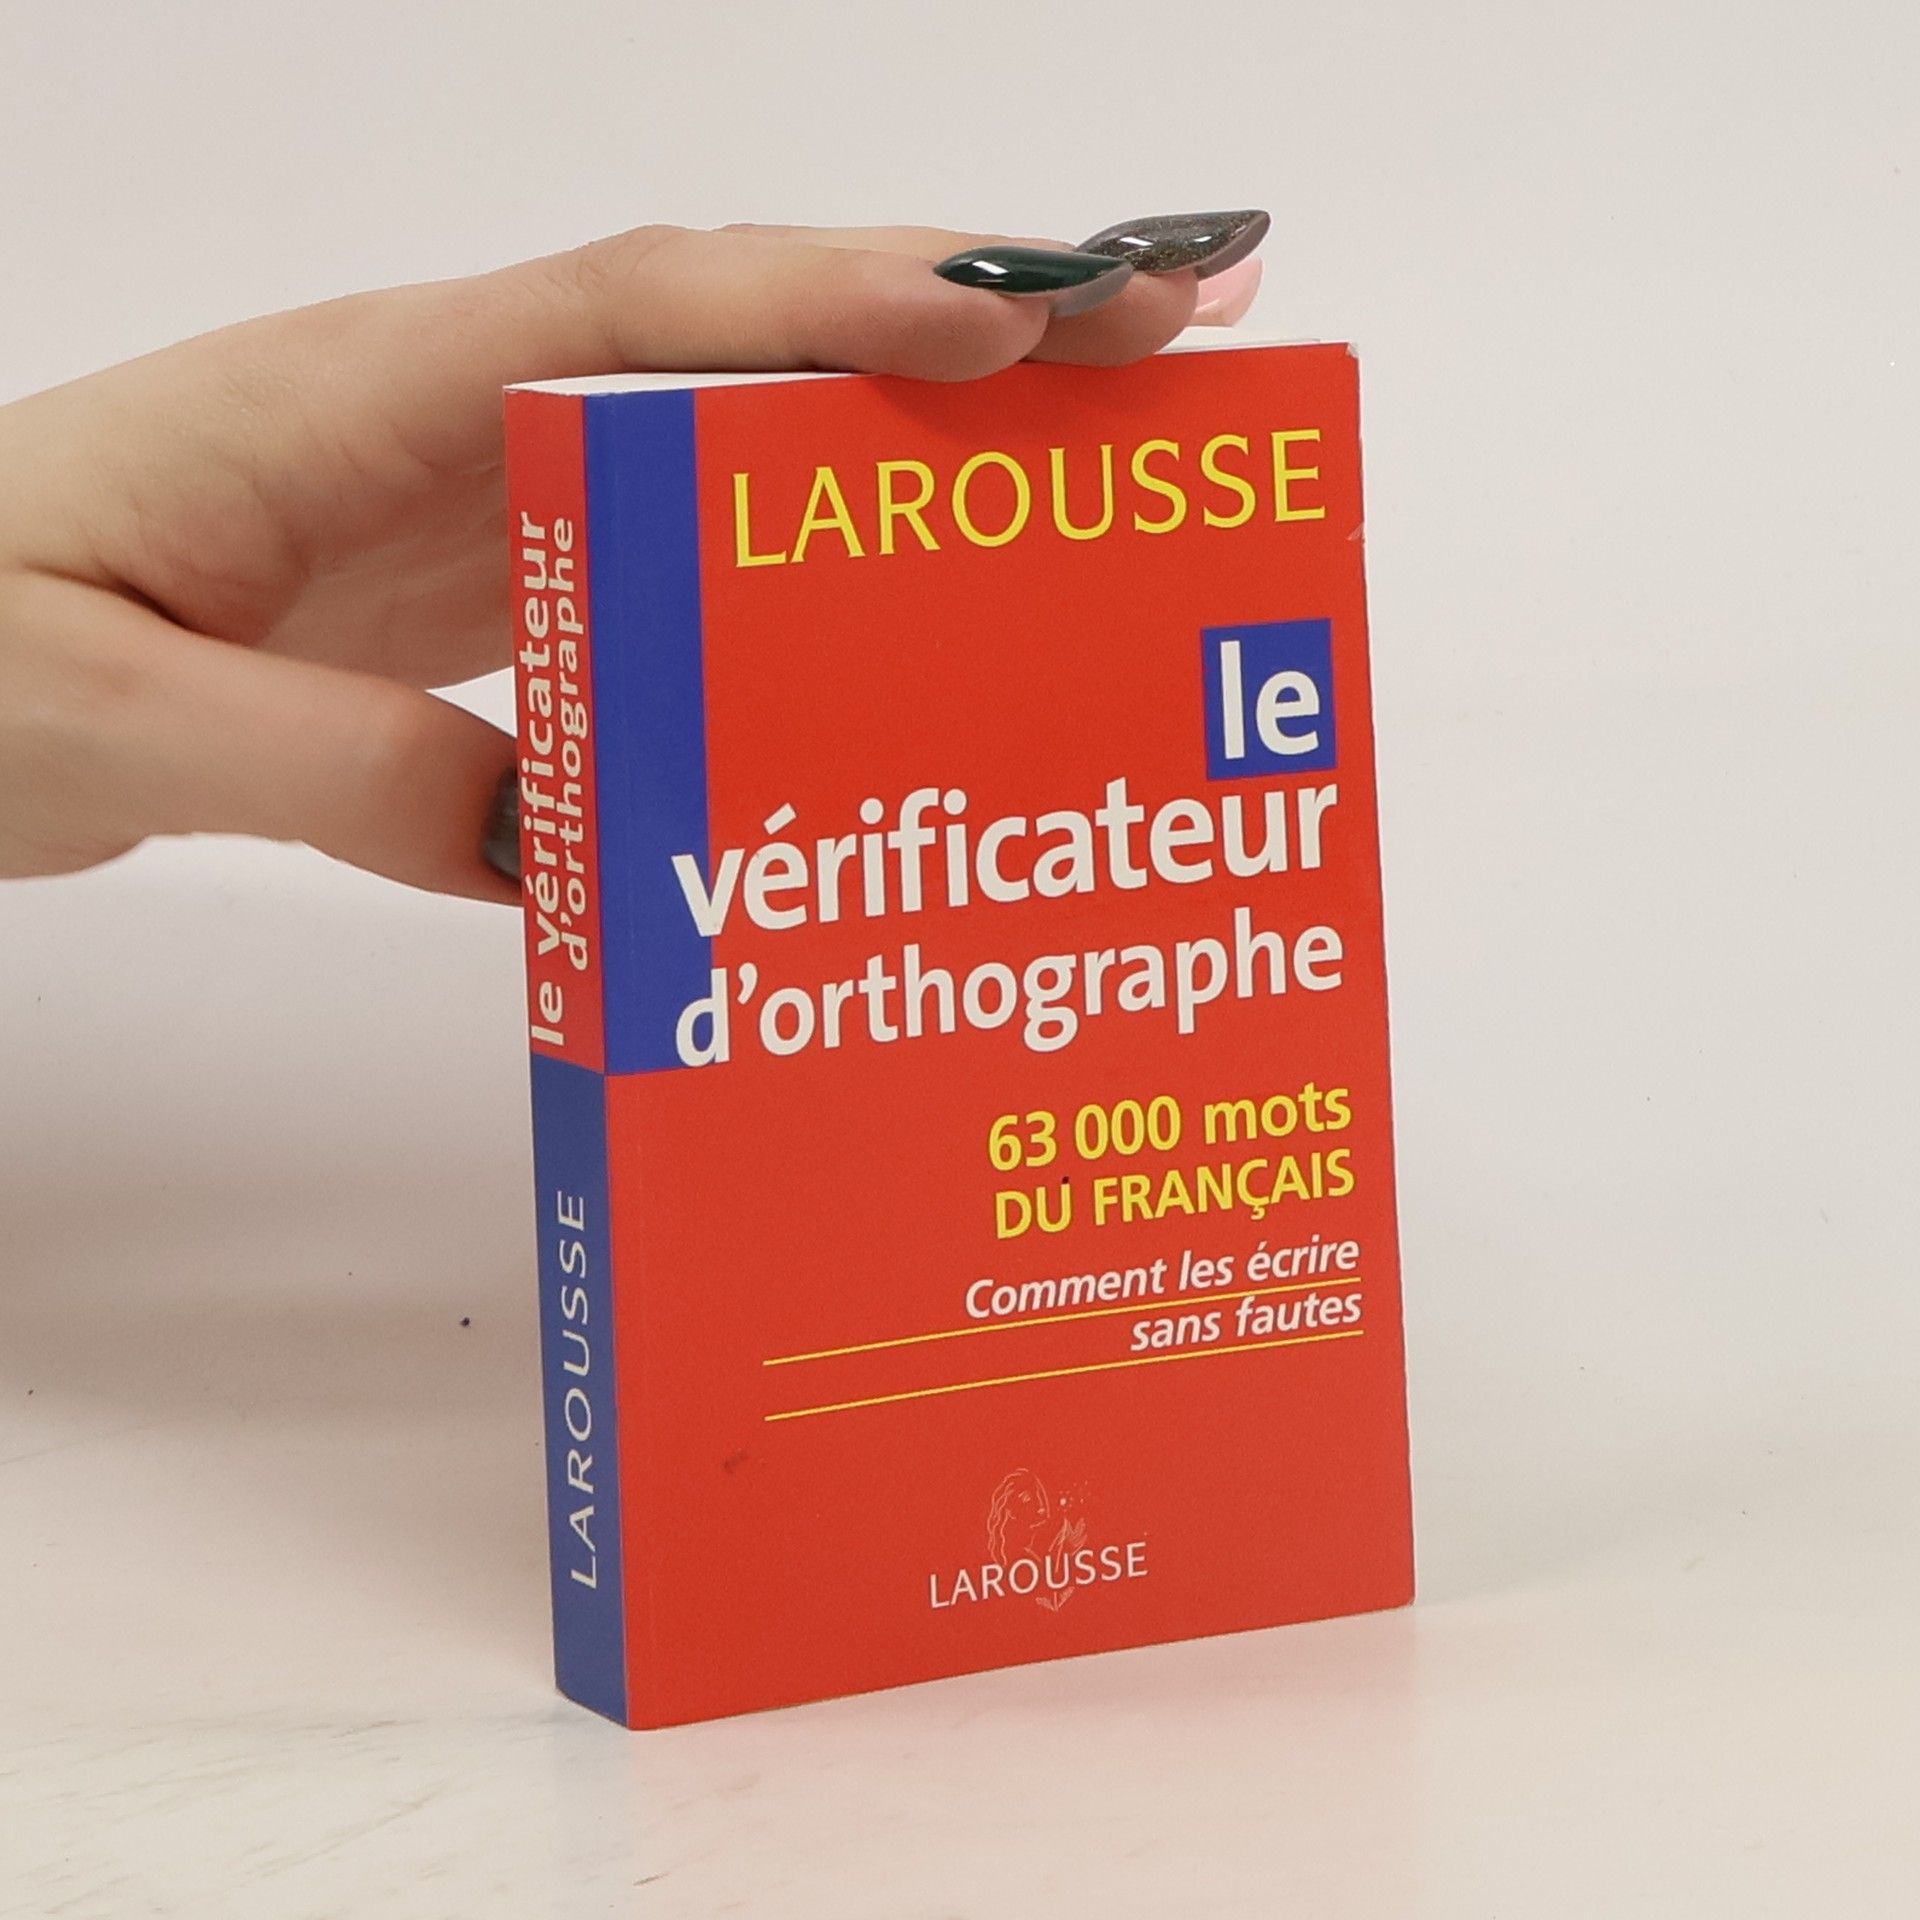 le vérificateur
d'orthographe
LAROUSSE
LAROUSSE
le
vérificateur
d'orthographe
63 000 mots
DU FRANÇAIS
Comment les écrire
sans fautes
LAROUSSE